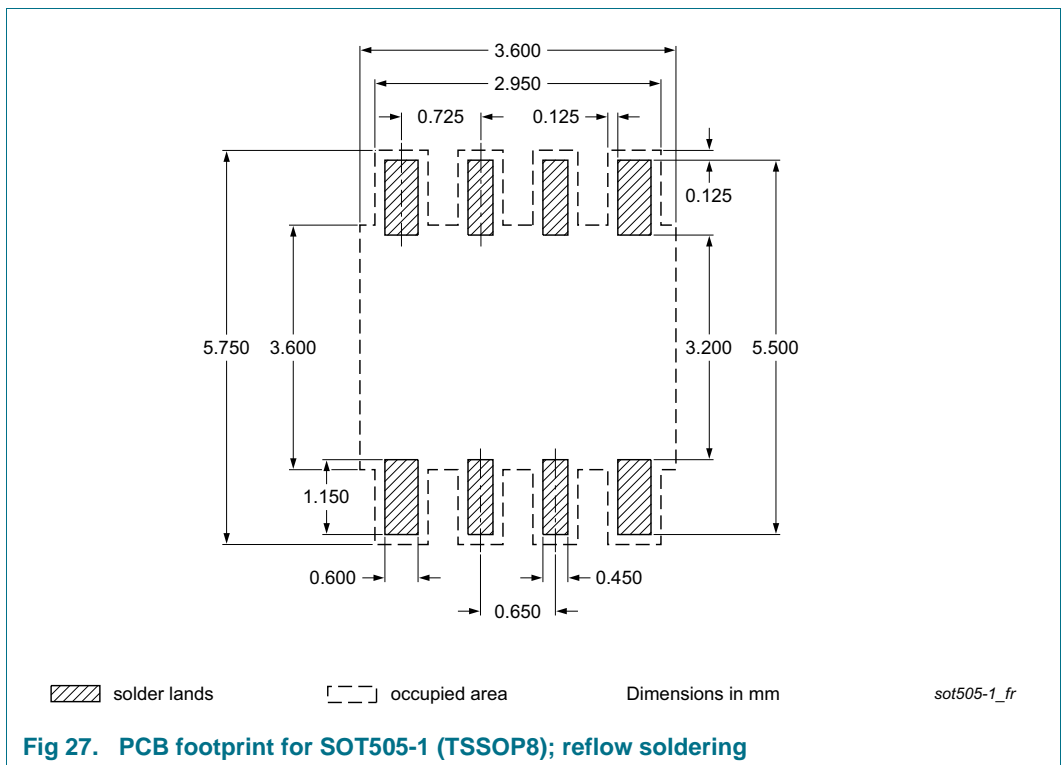 3.600
2.950
0.725 0.125
0.125
5.750 3.600 3.200 5.500
1.150
0.600 0.450
0.650
solder lands occupied area Dimensions in mm sot505-1_fr
Fig 27. PCB footprint for SOT505-1 (TSSOP8); reflow soldering